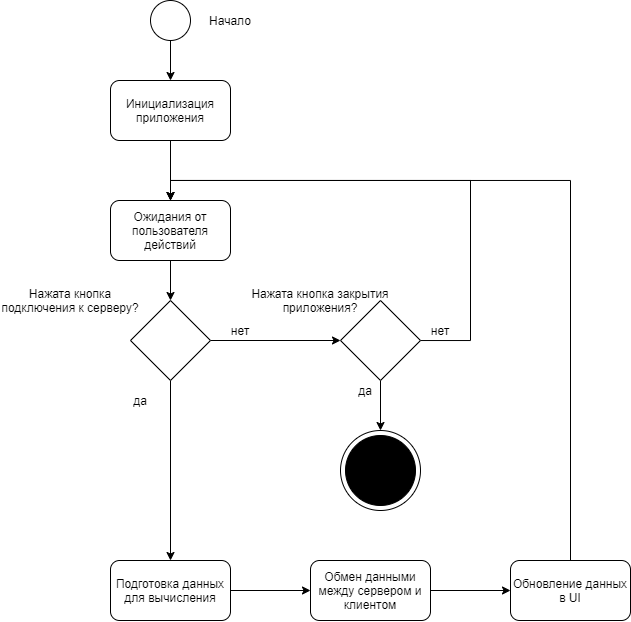 Начало
Инициализация
приложения
Ожидания от
пользователя
действий
Нажата кнопка
подключения к серверу?
Нажата кнопка закрытия
приложения?
нет
нет
да
да
Подготовка данных
для вычисления
Обмен данными
между сервером и
клиентом
Обновление данных
в UI